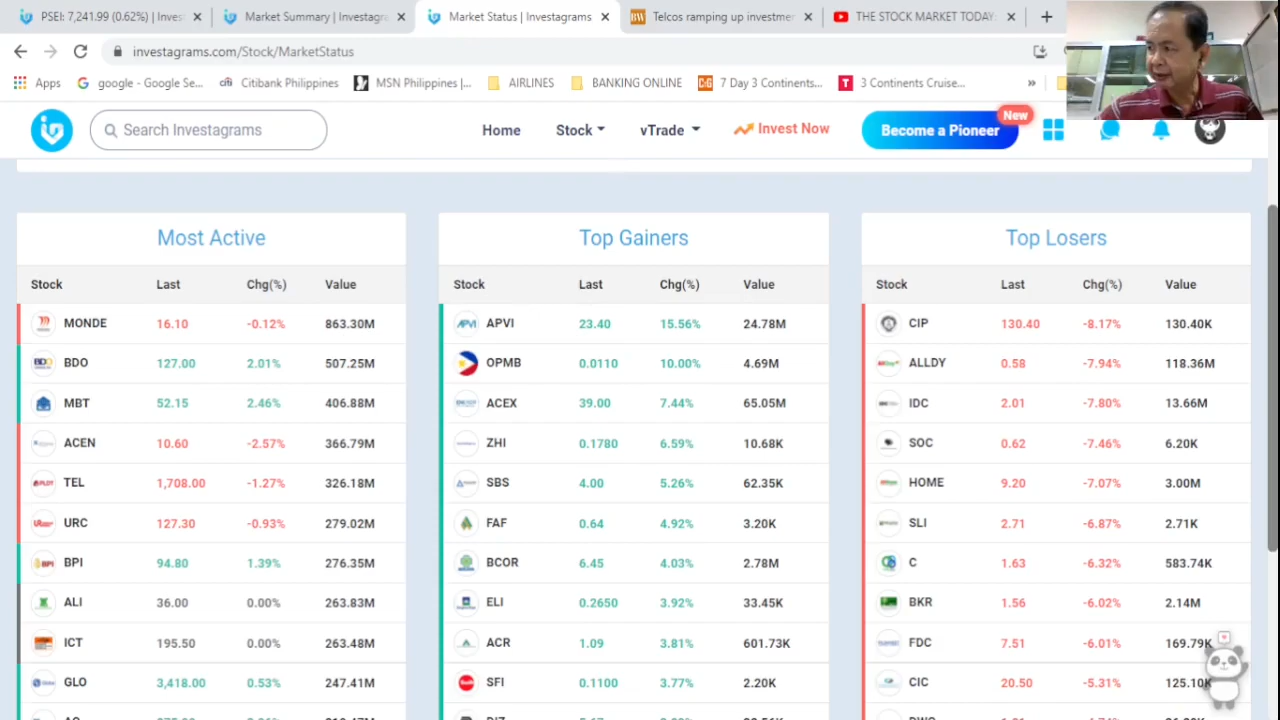 PSEI: 7,241.99 (0.62%) | Invest
Market Summary | Investagra
Market Status | Investagrams
BW Telcos ramping up investmen
THE STOCK MARKET TODAY:
investagrams.com/Stock/MarketStatus
Apps
google - Google Se...
citi Citibank Philippines
MSN Philippines |...
AIRLINES
BANKING ONLINE
7 Day 3 Continents...
T 3 Continents Cruise...
»
Search Investagrams
Home
Stock
vTrade
Invest Now
Become a Pioneer
New
Most Active
Stock Last Chg(%) Value
MONDE 16.10 -0.12% 863.30M
BDO BDO 127.00 2.01% 507.25M
MBT 52.15 2.46% 406.88M
ACEN 10.60 -2.57% 366.79M
TEL 1,708.00 -1.27% 326.18M
URC 127.30 -0.93% 279.02M
BPI BPI 94.80 1.39% 276.35M
ALI 36.00 0.00% 263.83M
ICT 195.50 0.00% 263.48M
GLO 3,418.00 0.53% 247.41M
Top Gainers
Stock Last Chg(%) Value
APVI APVI 23.40 15.56% 24.78M
OPMB 0.0110 10.00% 4.69M
ACEX 39.00 7.44% 65.05M
ZHI 0.1780 6.59% 10.68K
SBS 4.00 5.26% 62.35K
FAF 0.64 4.92% 3.20K
BCOR 6.45 4.03% 2.78M
ELI 0.2650 3.92% 33.45K
ACR 1.09 3.81% 601.73K
SFI 0.1100 3.77% 2.20K
Top Losers
Stock Last Chg(%) Value
CIP 130.40 -8.17% 130.40K
ALLDY 0.58 -7.94% 118.36M
IDC 2.01 -7.80% 13.66M
SOC 0.62 -7.46% 6.20K
HOME 9.20 -7.07% 3.00M
SLI 2.71 -6.87% 2.71K
C 1.63 -6.32% 583.74K
BKR 1.56 -6.02% 2.14M
FDC 7.51 -6.01% 169.79K
CIC 20.50 -5.31% 125.10K